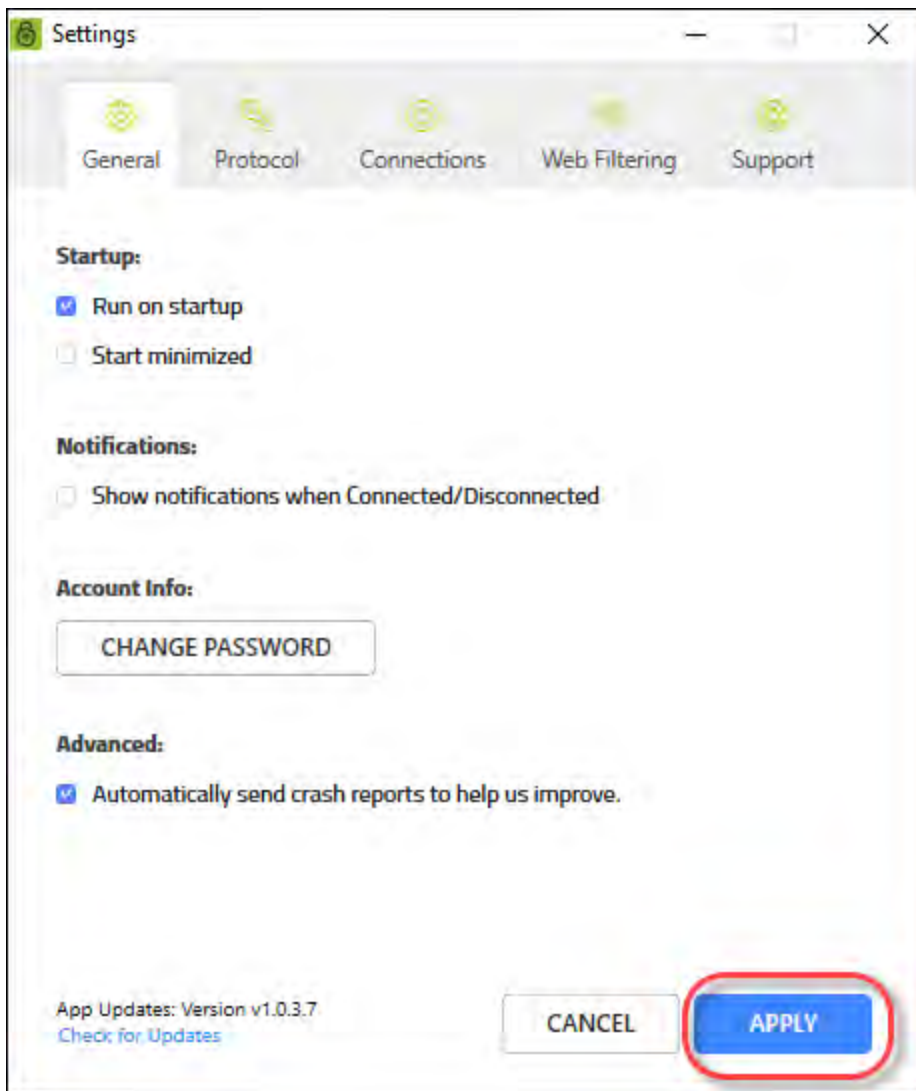 Settings
General Protocol Connections Web Filtering Support
Startup:
Run on startup
Start minimized
Notifications:
Show notifications when Connected/Disconnected
Account Info:
CHANGE PASSWORD
Advanced:
Automatically send crash reports to help us improve.
App Updates: Version v1.0.3.7
Check for Updates
CANCEL APPLY